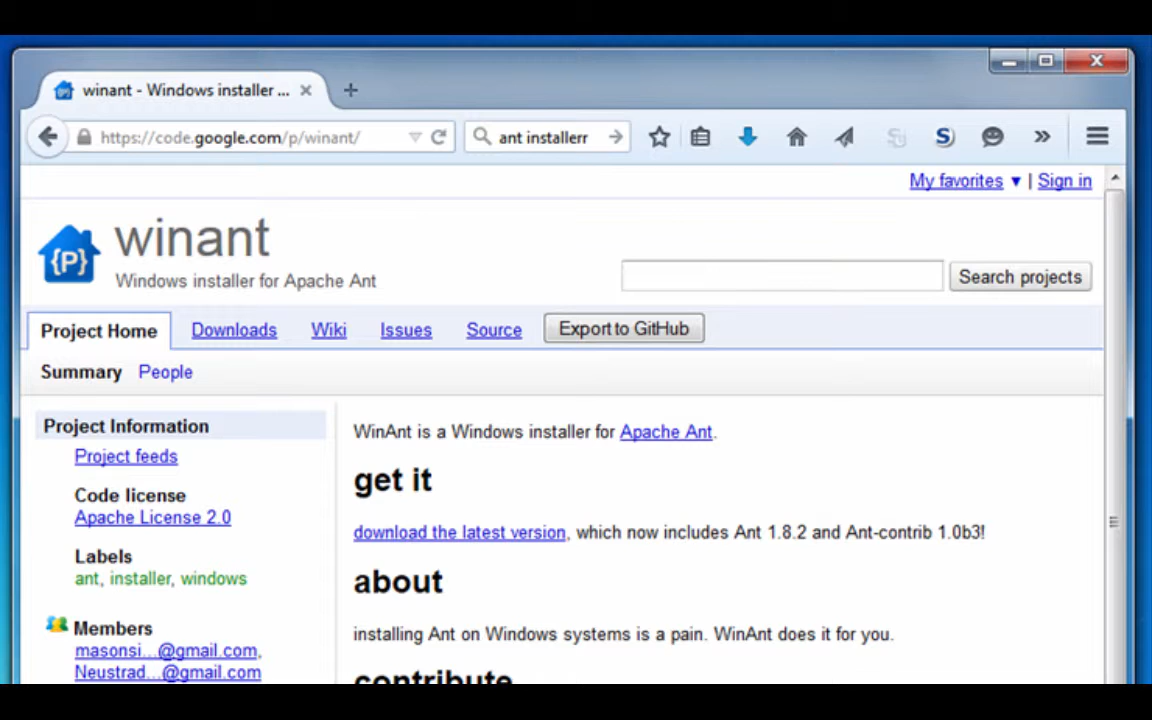 winant - Windows installer ...
https://code.google.com/p/winant/
ant installerr
My favorites ▼ | Sign in
{P}
winant
Windows installer for Apache Ant
Search projects
Project Home Downloads Wiki Issues Source Export to GitHub
Summary People
Project Information
Project feeds
Code license
Apache License 2.0
Labels
ant, installer, windows
Members
masonsi...@gmail.com,
Neustrad...@gmail.com
WinAnt is a Windows installer for Apache Ant.
get it
download the latest version, which now includes Ant 1.8.2 and Ant-contrib 1.0b3!
about
installing Ant on Windows systems is a pain. WinAnt does it for you.
contribute